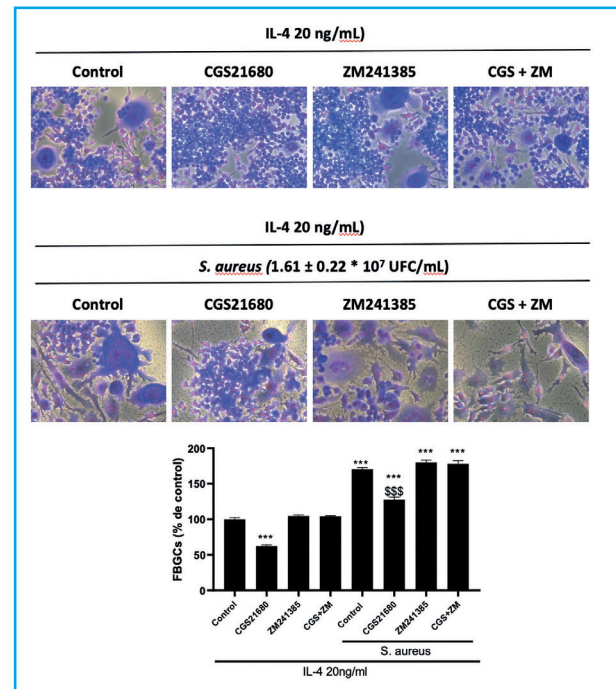 IL-4 20 ng/mL)
Control CGS21680 ZM241385 CGS + ZM
IL-4 20 ng/mL)
S. aureus (1.61 ± 0.22 * 10⁷ UFC/mL)
Control CGS21680 ZM241385 CGS + ZM
FBGCs (% de control)
200
150
100
50
0
***
***
***
$$$
***
***
Control CGS21680 ZM241385 CGS+ZM Control CGS21680 ZM241385 CGS+ZM
S. aureus
IL-4 20ng/ml